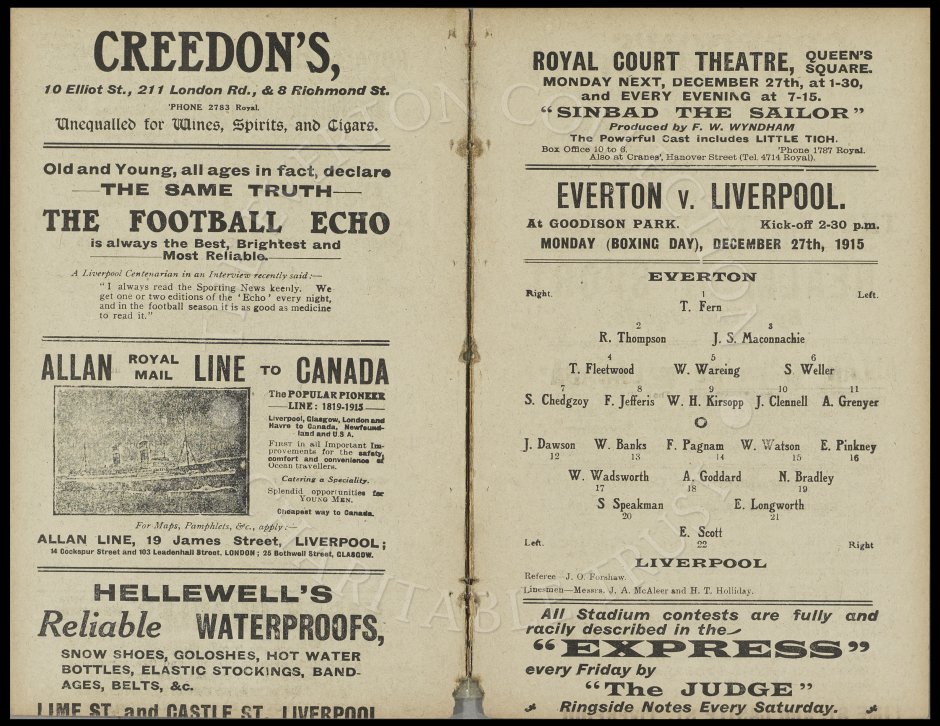 CREEDON'S,
10 Elliot St., 211 London Rd., & 8 Richmond St.
'PHONE 2783 Royal.
Unequalled for Wines, Spirits, and Cigars.
Old and Young, all ages in fact, declare
THE SAME TRUTH
THE FOOTBALL ECHO
is always the Best, Brightest and
Most Reliable.
A Liverpool Centenarian in an Interview recently said:—
"I always read the Sporting News keenly. We
get one or two editions of the 'Echo' every night,
and in the football season it is as good as medicine
to read it."
ALLAN ROYAL MAIL LINE TO CANADA
The POPULAR PIONEER
LINE: 1819-1915
Liverpool, Glasgow, London and
Havre to Canada, Newfound-
land and U S A.
FIRST in all Important Im-
provements for the safety,
comfort and convenience of
Ocean travellers.
Catering a Speciality.
Splendid opportunities for
YOUNG MEN.
Cheapest way to Canada.
For Maps, Pamphlets, &c., apply:—
ALLAN LINE, 19 James Street, LIVERPOOL;
14 Cockspur Street and 103 Leadenhall Street, LONDON; 25 Bothwell Street, GLASGOW.
HELLEWELL'S
Reliable WATERPROOFS,
SNOW SHOES, GOLOSHES, HOT WATER
BOTTLES, ELASTIC STOCKINGS, BAND-
AGES, BELTS, &c.
LIME ST. and CASTLE ST. LIVERPOOL
ROYAL COURT THEATRE, QUEEN'S SQUARE.
MONDAY NEXT, DECEMBER 27th, at 1-30,
and EVERY EVENING at 7-15.
"SINBAD THE SAILOR"
Produced by F. W. WYNDHAM
The Powerful Cast includes LITTLE TICH.
Box Office 10 to 6. 'Phone 1787 Royal.
Also at Cranes', Hanover Street (Tel. 4714 Royal).
EVERTON v. LIVERPOOL.
At GOODISON PARK. Kick-off 2-30 p.m.
MONDAY (BOXING DAY), DECEMBER 27th, 1915
EVERTON
Right. 1 Left.
T. Fern
2 3
R. Thompson J. S. Maconnachie
4 5 6
T. Fleetwood W. Wareing S. Weller
7 8 9 10 11
S. Chedgzoy F. Jefferis W. H. Kirsopp J. Clennell A. Grenyer
J. Dawson W. Banks F. Pagnam W. Watson E. Pinkney
12 13 14 15 16
W. Wadsworth A. Goddard N. Bradley
17 18 19
S Speakman E. Longworth
20 21
E. Scott
Left. 22 Right
LIVERPOOL
Referee—J. O. Forshaw.
Linesmen—Messrs. J. A. McAleer and H. T. Holliday.
All Stadium contests are fully and
racily described in the
"EXPRESS"
every Friday by
"The JUDGE"
Ringside Notes Every Saturday.